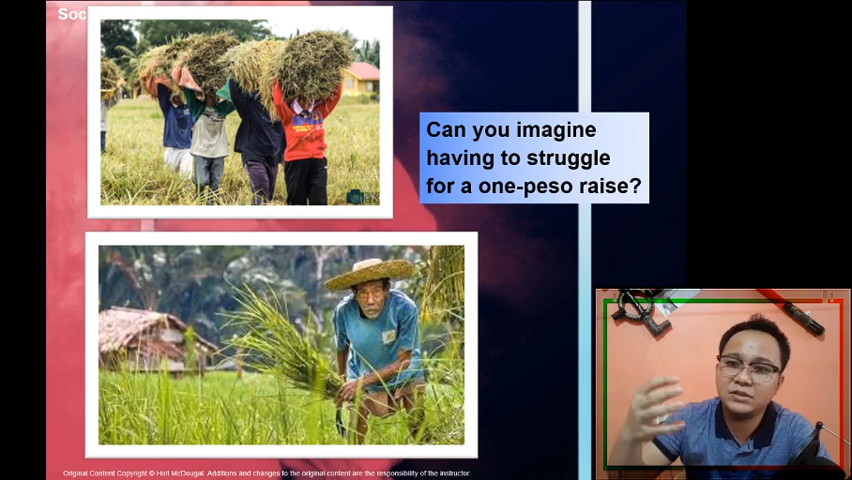 Soc
Can you imagine
having to struggle
for a one-peso raise?
Original Content Copyright © Holt McDougal. Additions and changes to the original content are the responsibility of the instructor.